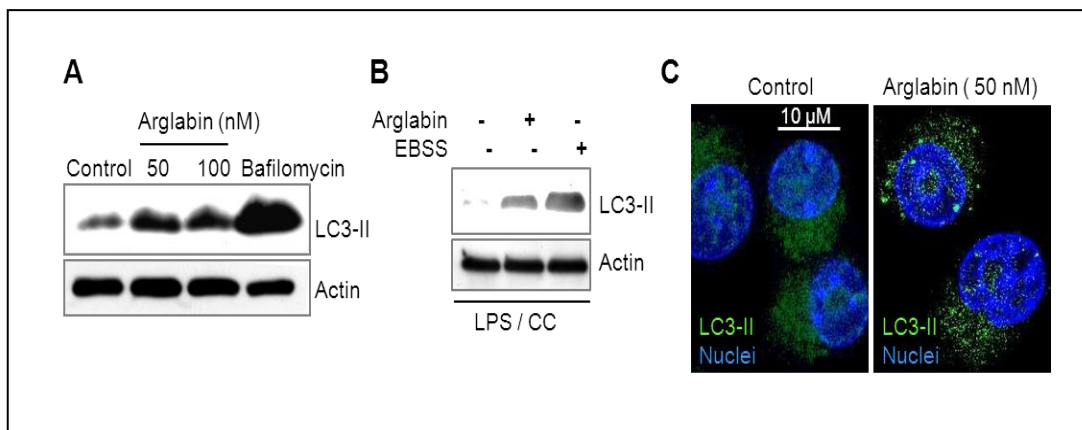 A
Arglabin (nM)
Control 50 100 Bafilomycin
LC3-II
Actin
B
Arglabin - + -
EBSS - - +
LC3-II
Actin
LPS / CC
C
Control
Arglabin ( 50 nM)
10 µM
LC3-II
Nuclei
LC3-II
Nuclei